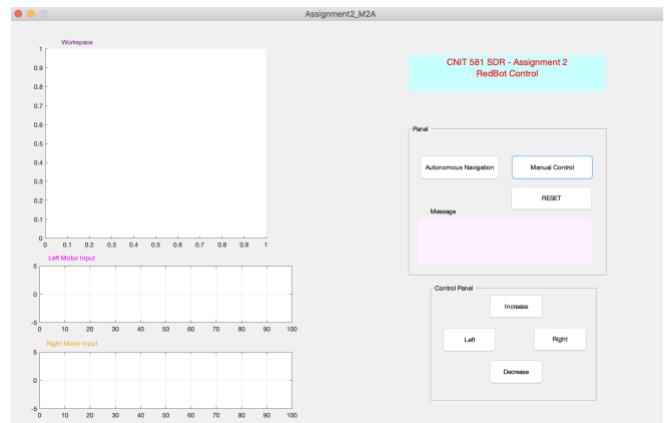 Assignment2_M2A
Workspace
1
0.9
0.8
0.7
0.6
0.5
0.4
0.3
0.2
0.1
0
0 0.1 0.2 0.3 0.4 0.5 0.6 0.7 0.8 0.9 1
Left Motor Input
5
0
-5
0 10 20 30 40 50 60 70 80 90 100
Right Motor Input
5
0
-5
0 10 20 30 40 50 60 70 80 90 100
CNIT 581 SDR - Assignment 2
RedBot Control
Panel
Autonomous Navigation Manual Control
RESET
Message
Control Panel
Increase
Left Right
Decrease